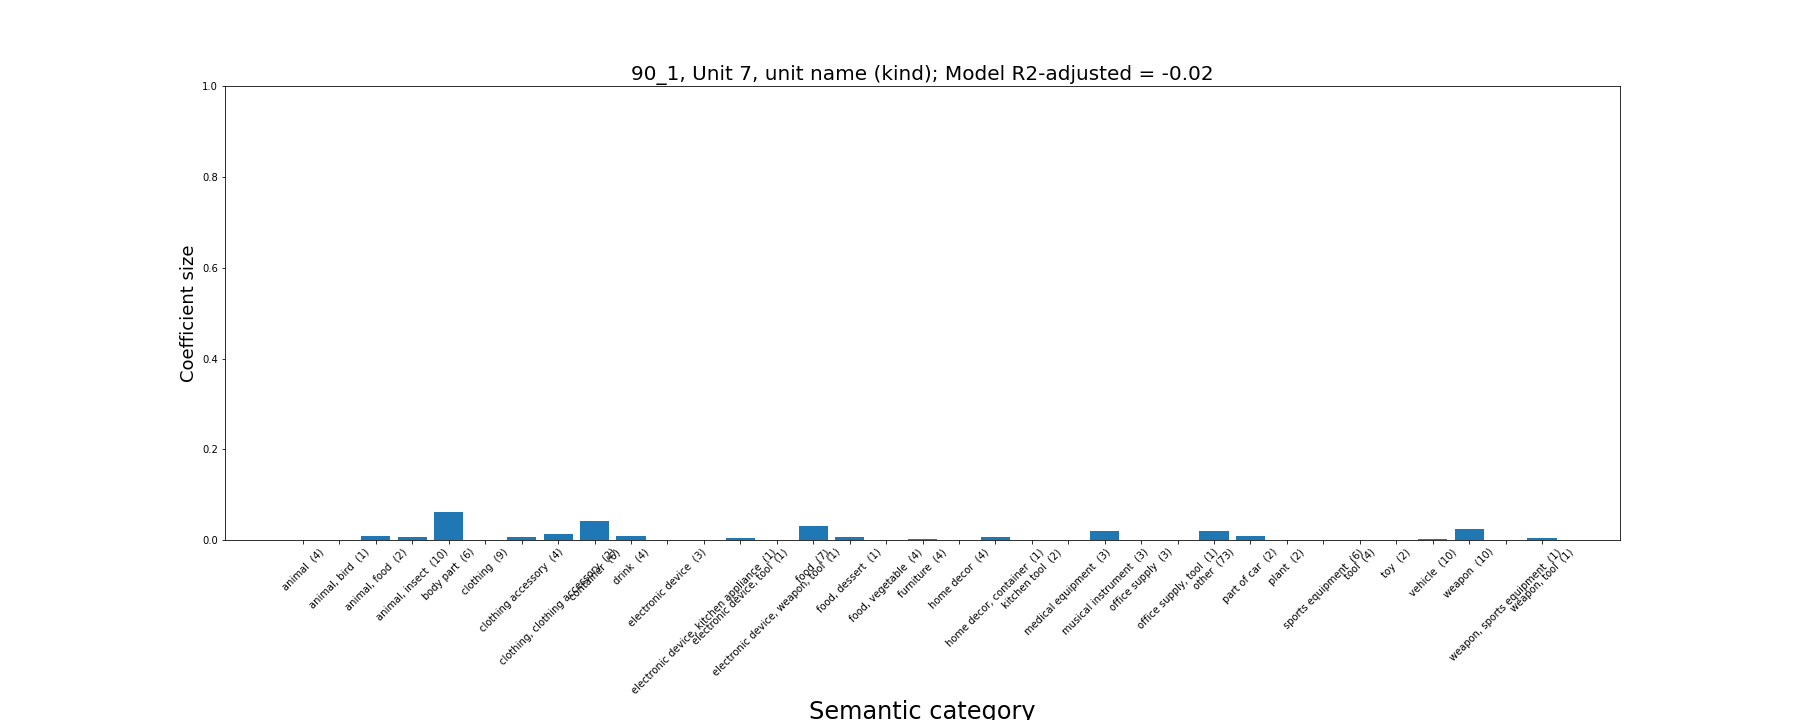 90_1, Unit 7, unit name (kind); Model R2-adjusted = -0.02
Coefficient size
1.0
0.8
0.6
0.4
0.2
0.0
animal (4)
animal, bird (1)
animal, food (2)
animal, insect (10)
body part (6)
clothing (9)
clothing accessory (4)
clothing, clothing accessory (2)
container (6)
drink (4)
electronic device (3)
electronic device, kitchen appliance (1)
electronic device, tool (1)
electronic device, weapon, tool (1)
food (7)
food, dessert (1)
food, vegetable (4)
furniture (4)
home decor (4)
home decor, container (1)
kitchen tool (2)
medical equipment (3)
musical instrument (3)
office supply (3)
office supply, tool (1)
other (73)
part of car (2)
plant (2)
sports equipment (6)
tool (4)
toy (2)
vehicle (10)
weapon (10)
weapon, sports equipment (1)
weapon, tool (1)
Semantic category